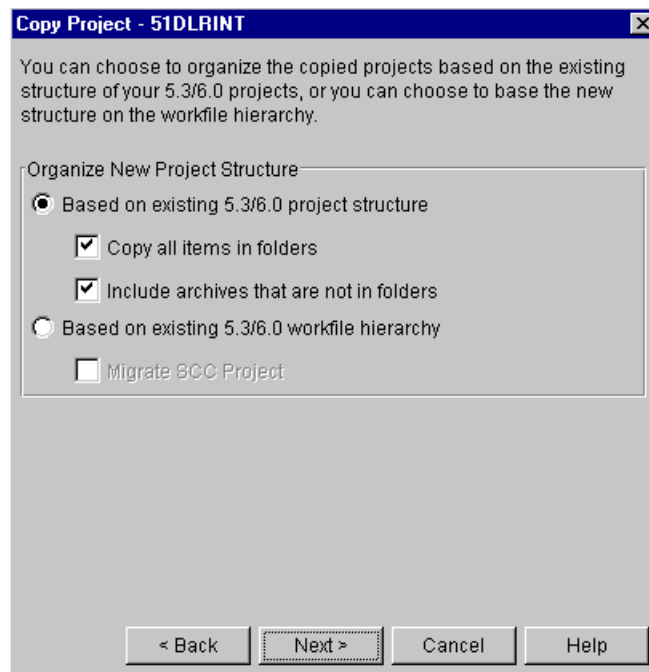 Copy Project - 51DLRINT
You can choose to organize the copied projects based on the existing
structure of your 5.3/6.0 projects, or you can choose to base the new
structure on the workfile hierarchy.
Organize New Project Structure
Based on existing 5.3/6.0 project structure
Copy all items in folders
Include archives that are not in folders
Based on existing 5.3/6.0 workfile hierarchy
Migrate SCC Project
< Back Next > Cancel Help